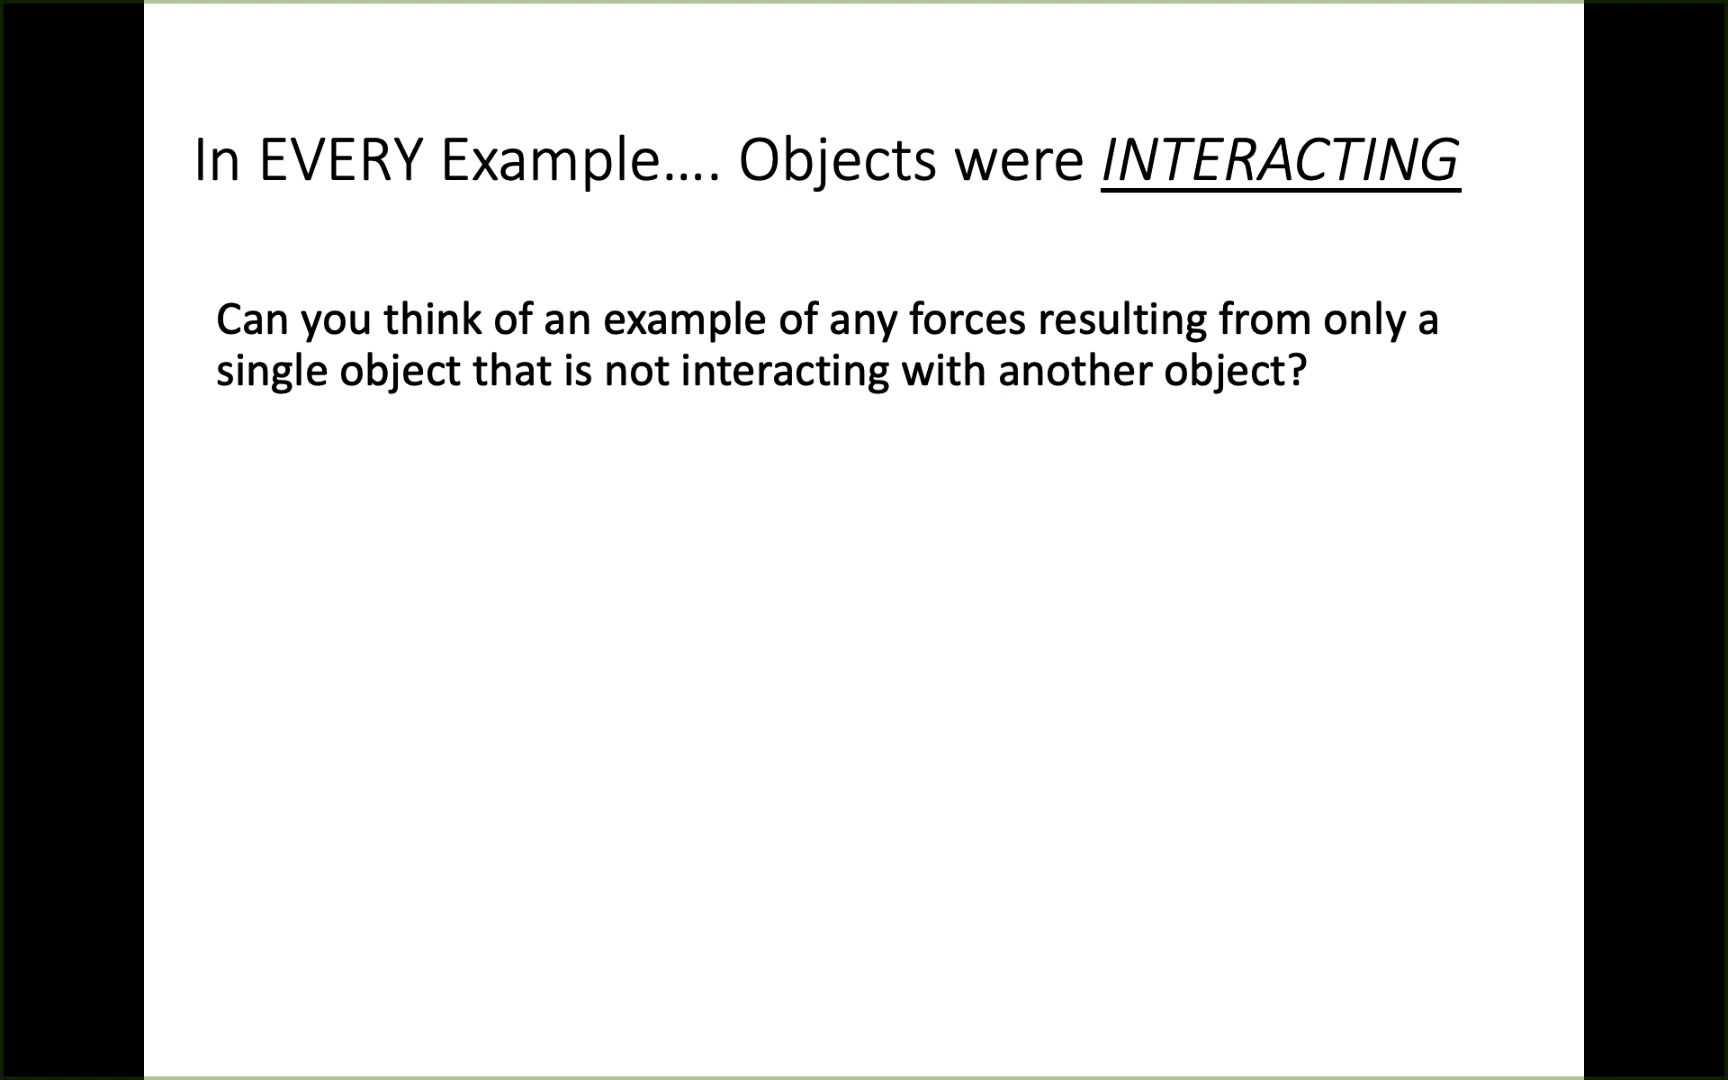 In EVERY Example…. Objects were INTERACTING
Can you think of an example of any forces resulting from only a
single object that is not interacting with another object?